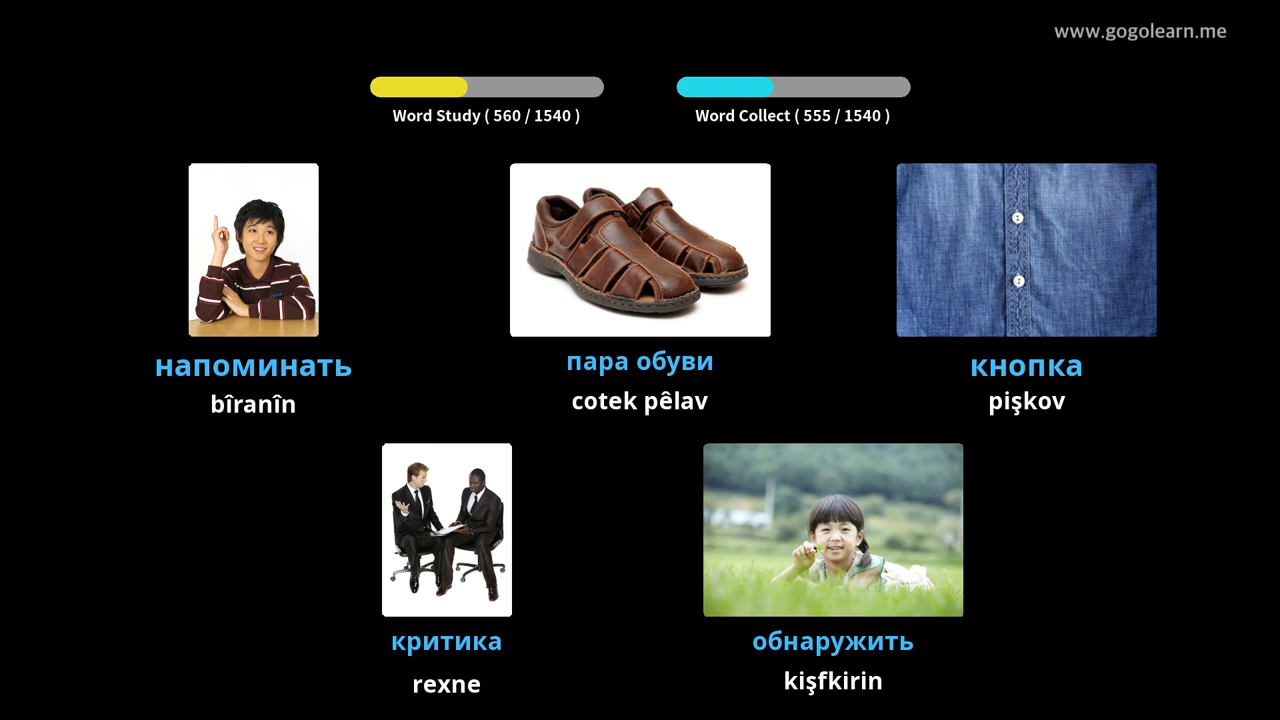 www.gogolearn.me
Word Study ( 560 / 1540 )
Word Collect ( 555 / 1540 )
напоминать
пара обуви
кнопка
bîranîn
cotek pêlav
pişkov
критика
обнаружить
rexne
kişfkirin